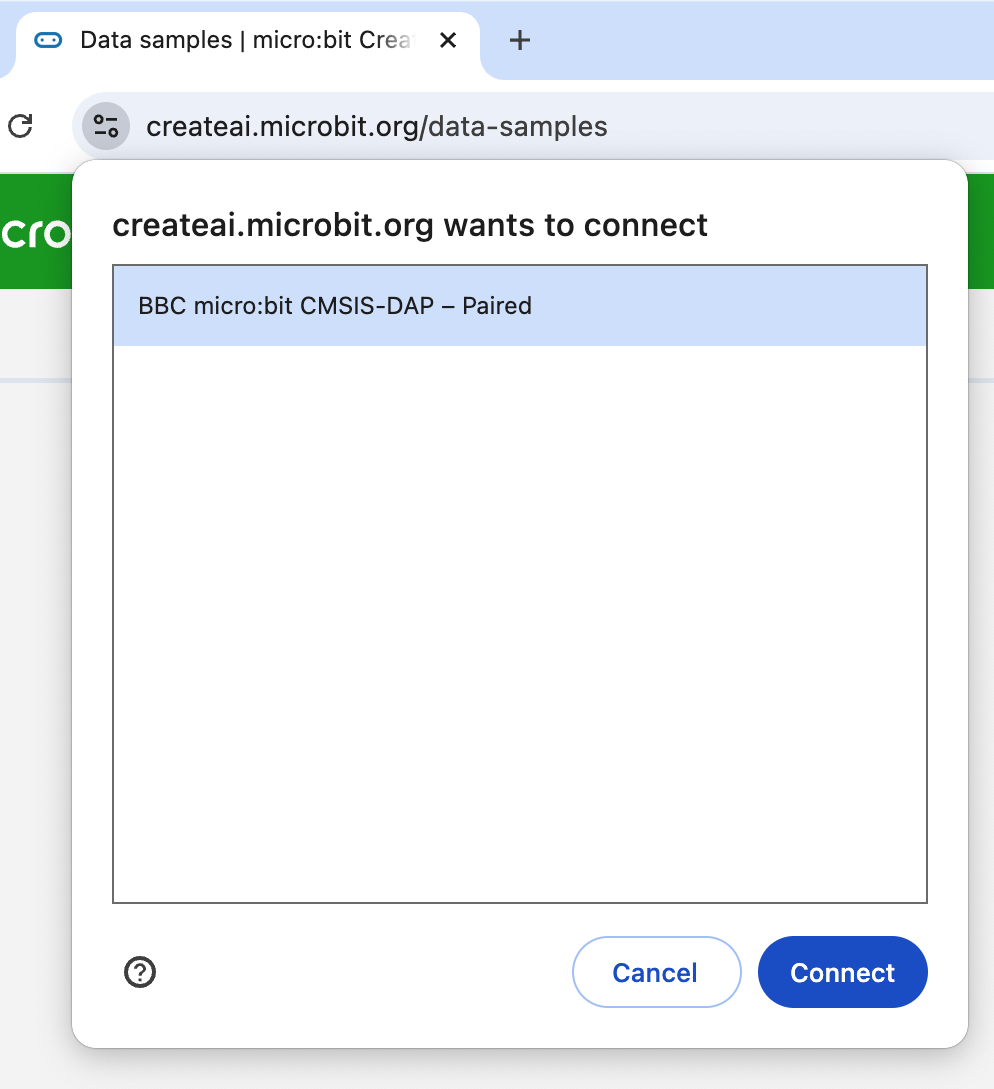 Data samples | micro:bit Crea
createai.microbit.org/data-samples
cro
createai.microbit.org wants to connect
BBC micro:bit CMSIS-DAP – Paired
Cancel
Connect